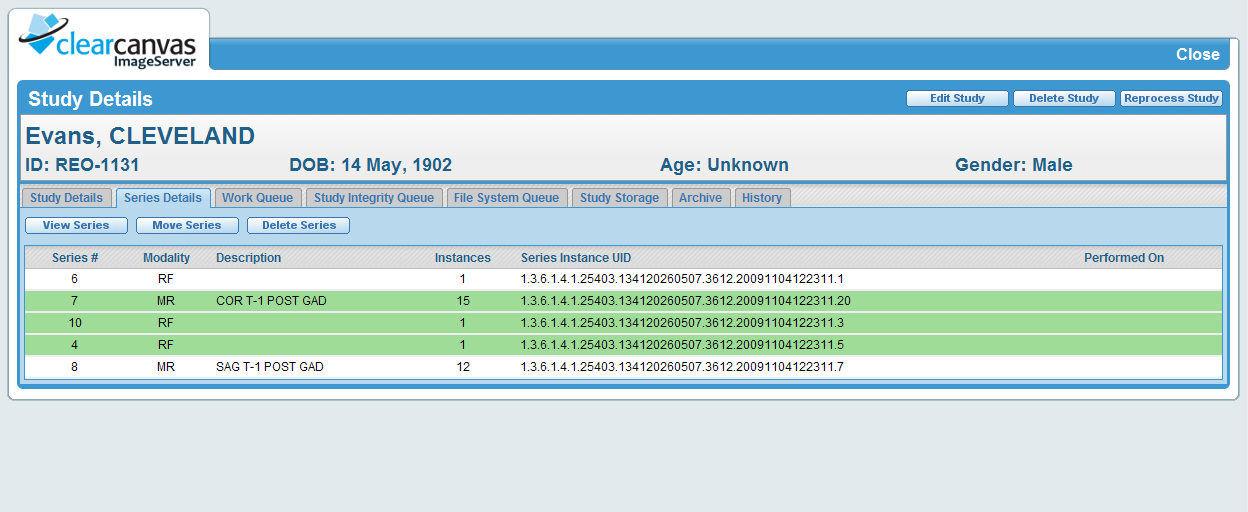 clearcanvas
ImageServer
Close
Study Details Edit Study Delete Study Reprocess Study
Evans, CLEVELAND
ID: REO-1131 DOB: 14 May, 1902 Age: Unknown Gender: Male
Study Details Series Details Work Queue Study Integrity Queue File System Queue Study Storage Archive History
View Series Move Series Delete Series
Series # Modality Description Instances Series Instance UID Performed On
6 RF 1 1.3.6.1.4.1.25403.134120260507.3612.20091104122311.1
7 MR COR T-1 POST GAD 15 1.3.6.1.4.1.25403.134120260507.3612.20091104122311.20
10 RF 1 1.3.6.1.4.1.25403.134120260507.3612.20091104122311.3
4 RF 1 1.3.6.1.4.1.25403.134120260507.3612.20091104122311.5
8 MR SAG T-1 POST GAD 12 1.3.6.1.4.1.25403.134120260507.3612.20091104122311.7